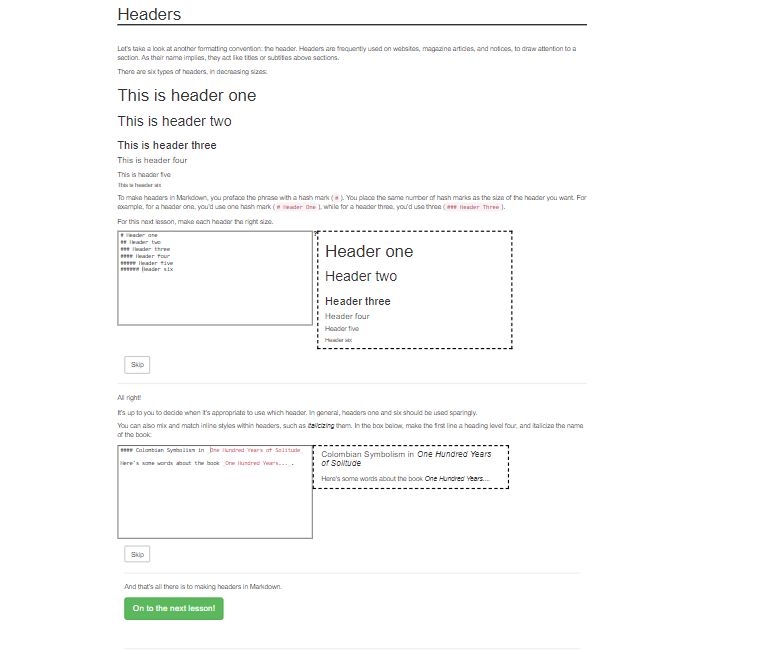 Headers
Let's take a look at another formatting convention: the header. Headers are frequently used on websites, magazine articles, and notices, to draw attention to a
section. As their name implies, they act like titles or subtitles above sections.
There are six types of headers, in decreasing sizes:
This is header one
This is header two
This is header three
This is header four
This is header five
This is header six
To make headers in Markdown, you preface the phrase with a hash mark ( # ). You place the same number of hash marks as the size of the header you want. For
example, for a header one, you'd use one hash mark ( # Header One ), while for a header three, you'd use three ( ### Header Three ).
For this next lesson, make each header the right size.
# Header one
## Header two
### Header three
#### Header four
##### Header five
###### Header six
Header one
Header two
Header three
Header four
Header five
Header six
Skip
All right!
It's up to you to decide when it's appropriate to use which header. In general, headers one and six should be used sparingly.
You can also mix and match inline styles within headers, such as italicizing them. In the box below, make the first line a heading level four, and italicize the name
of the book:
#### Colombian Symbolism in _One Hundred Years of Solitude_
Here's some words about the book _One Hundred Years..._.
Colombian Symbolism in One Hundred Years
of Solitude
Here's some words about the book One Hundred Years....
Skip
And that's all there is to making headers in Markdown.
On to the next lesson!